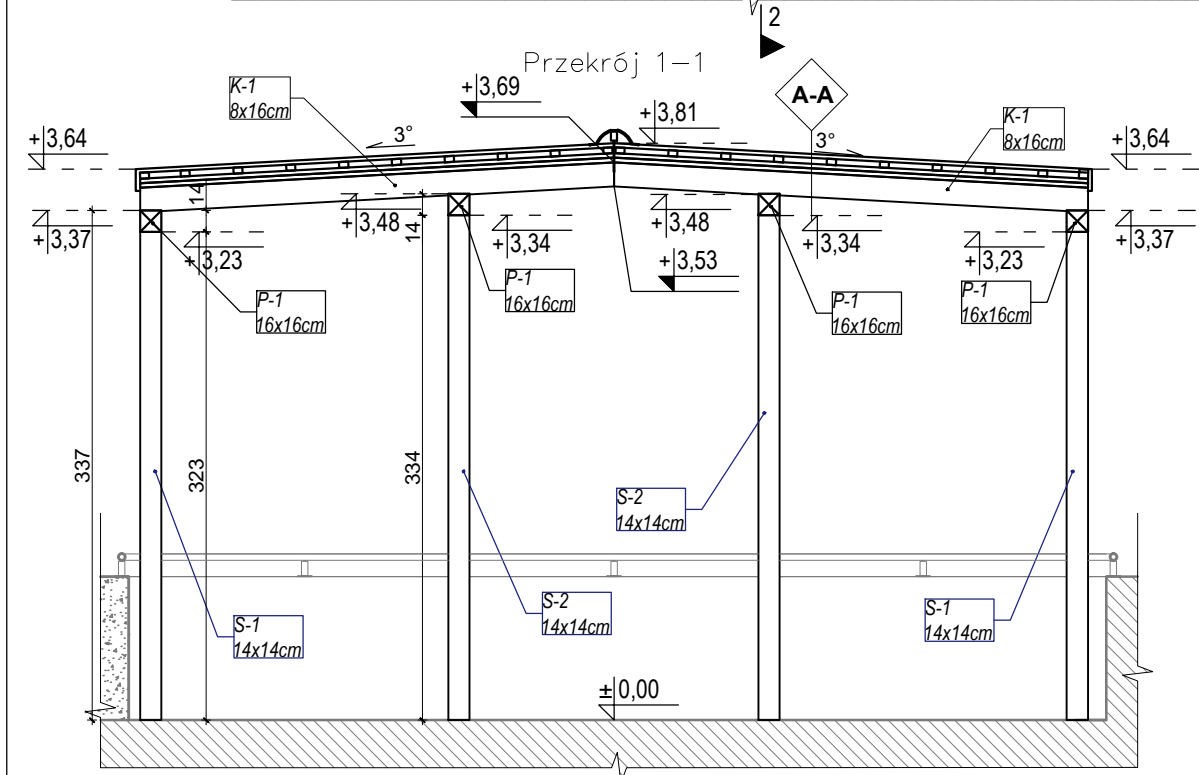 2
Przekrój 1-1
K-1
8x16cm
+3,69
A-A
+3,81
K-1
8x16cm
+3,64
3°
3°
+3,64
14
+3,37
+3,23
+3,48
14
+3,34
+3,48
+3,34
+3,23
+3,37
+3,53
P-1
16x16cm
P-1
16x16cm
P-1
16x16cm
P-1
16x16cm
337
323
334
S-2
14x14cm
S-1
14x14cm
S-2
14x14cm
S-1
14x14cm
±0,00